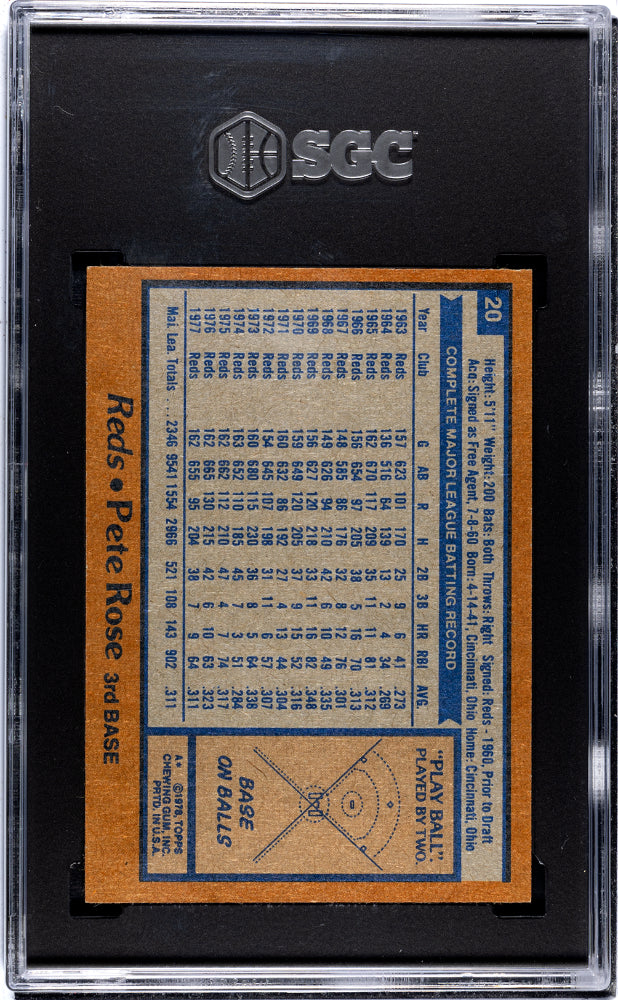 SGC
20
Height: 5'11" Weight: 200 Bats: Both Throws: Right Signed: Reds - 1960, Prior to Draft
Acq: Signed as Free Agent, 7-8-60 Born: 4-14-41, Cincinnati, Ohio Home: Cincinnati, Ohio
COMPLETE MAJOR LEAGUE BATTING RECORD
Year Club G AB R H 2B 3B HR RBI AVG.
1963 Reds 157 623 101 170 25 9 6 41 .273
1964 Reds 136 516 64 139 13 2 4 34 .269
1965 Reds 162 670 117 209 35 11 11 81 .312
1966 Reds 156 654 97 205 38 5 16 70 .313
1967 Reds 148 585 86 176 32 8 12 76 .301
1968 Reds 149 626 94 210 42 6 10 49 .335
1969 Reds 156 627 120 218 33 11 16 82 .348
1970 Reds 159 649 120 205 37 9 15 52 .316
1971 Reds 160 632 86 192 27 4 13 44 .304
1972 Reds 154 645 107 198 31 11 6 57 .307
1973 Reds 160 680 115 230 36 8 5 64 .338
1974 Reds 163 652 110 185 45 7 3 51 .284
1975 Reds 162 662 112 210 47 4 7 74 .317
1976 Reds 162 665 130 215 42 6 10 63 .323
1977 Reds 162 655 95 204 38 7 9 64 .311
Maj. Lea. Totals ... 2346 9541 1554 2966 521 108 143 902 .311
"PLAY BALL"
PLAYED BY TWO.
BASE
ON BALLS
Reds • Pete Rose 3rd BASE
A* ©1978, TOPPS
CHEWING GUM, INC.
PRTD. IN U.S.A.